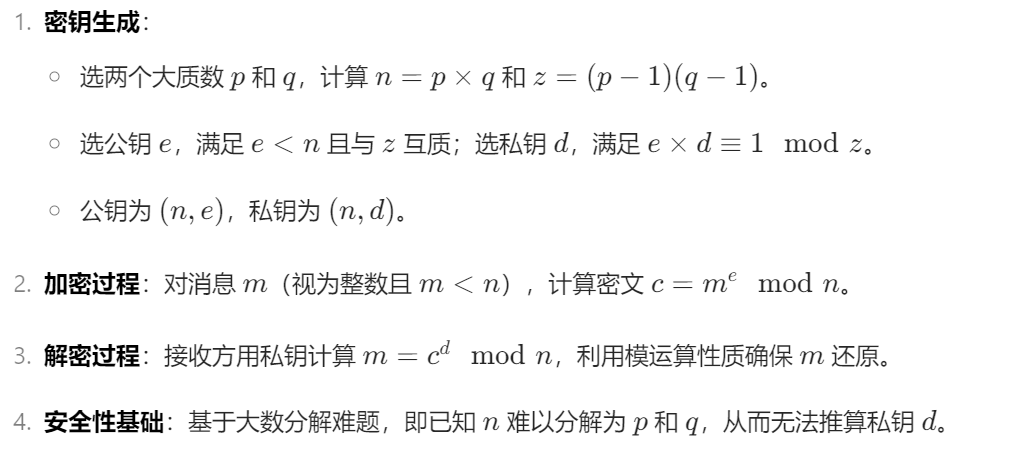 1. 密钥生成：
○ 选两个大质数 p 和 q，计算 n = p × q 和 z = (p − 1)(q − 1)。
○ 选公钥 e，满足 e < n 且与 z 互质；选私钥 d，满足 e × d ≡ 1 mod z。
○ 公钥为 (n, e)，私钥为 (n, d)。
2. 加密过程：对消息 m（视为整数且 m < n），计算密文 c = mᵉ mod n。
3. 解密过程：接收方用私钥计算 m = cᵈ mod n，利用模运算性质确保 m 还原。
4. 安全性基础：基于大数分解难题，即已知 n 难以分解为 p 和 q，从而无法推算私钥 d。